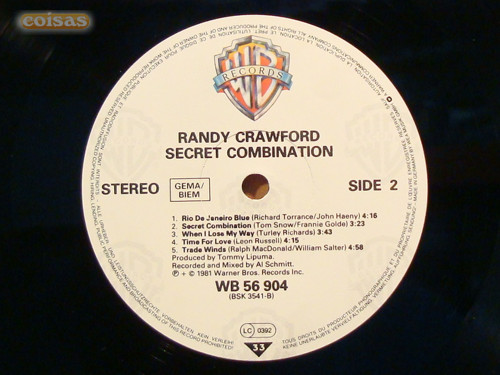 coisas
WB
RECORDS
RANDY CRAWFORD
SECRET COMBINATION
STEREO
GEMA/
BIEM
SIDE 2
1. Rio De Janeiro Blue (Richard Torrance/John Haeny) 4:16
2. Secret Combination (Tom Snow/Frannie Golde) 3:23
3. When I Lose My Way (Turley Richards) 3:43
4. Time For Love (Leon Russell) 4:15
5. Trade Winds (Ralph MacDonald/William Salter) 4:58
Produced by Tommy Lipuma.
Recorded and Mixed by Al Schmitt.
℗ + © 1981 Warner Bros. Records Inc.
WB 56 904
(BSK 3541-B)
LC 0392
33